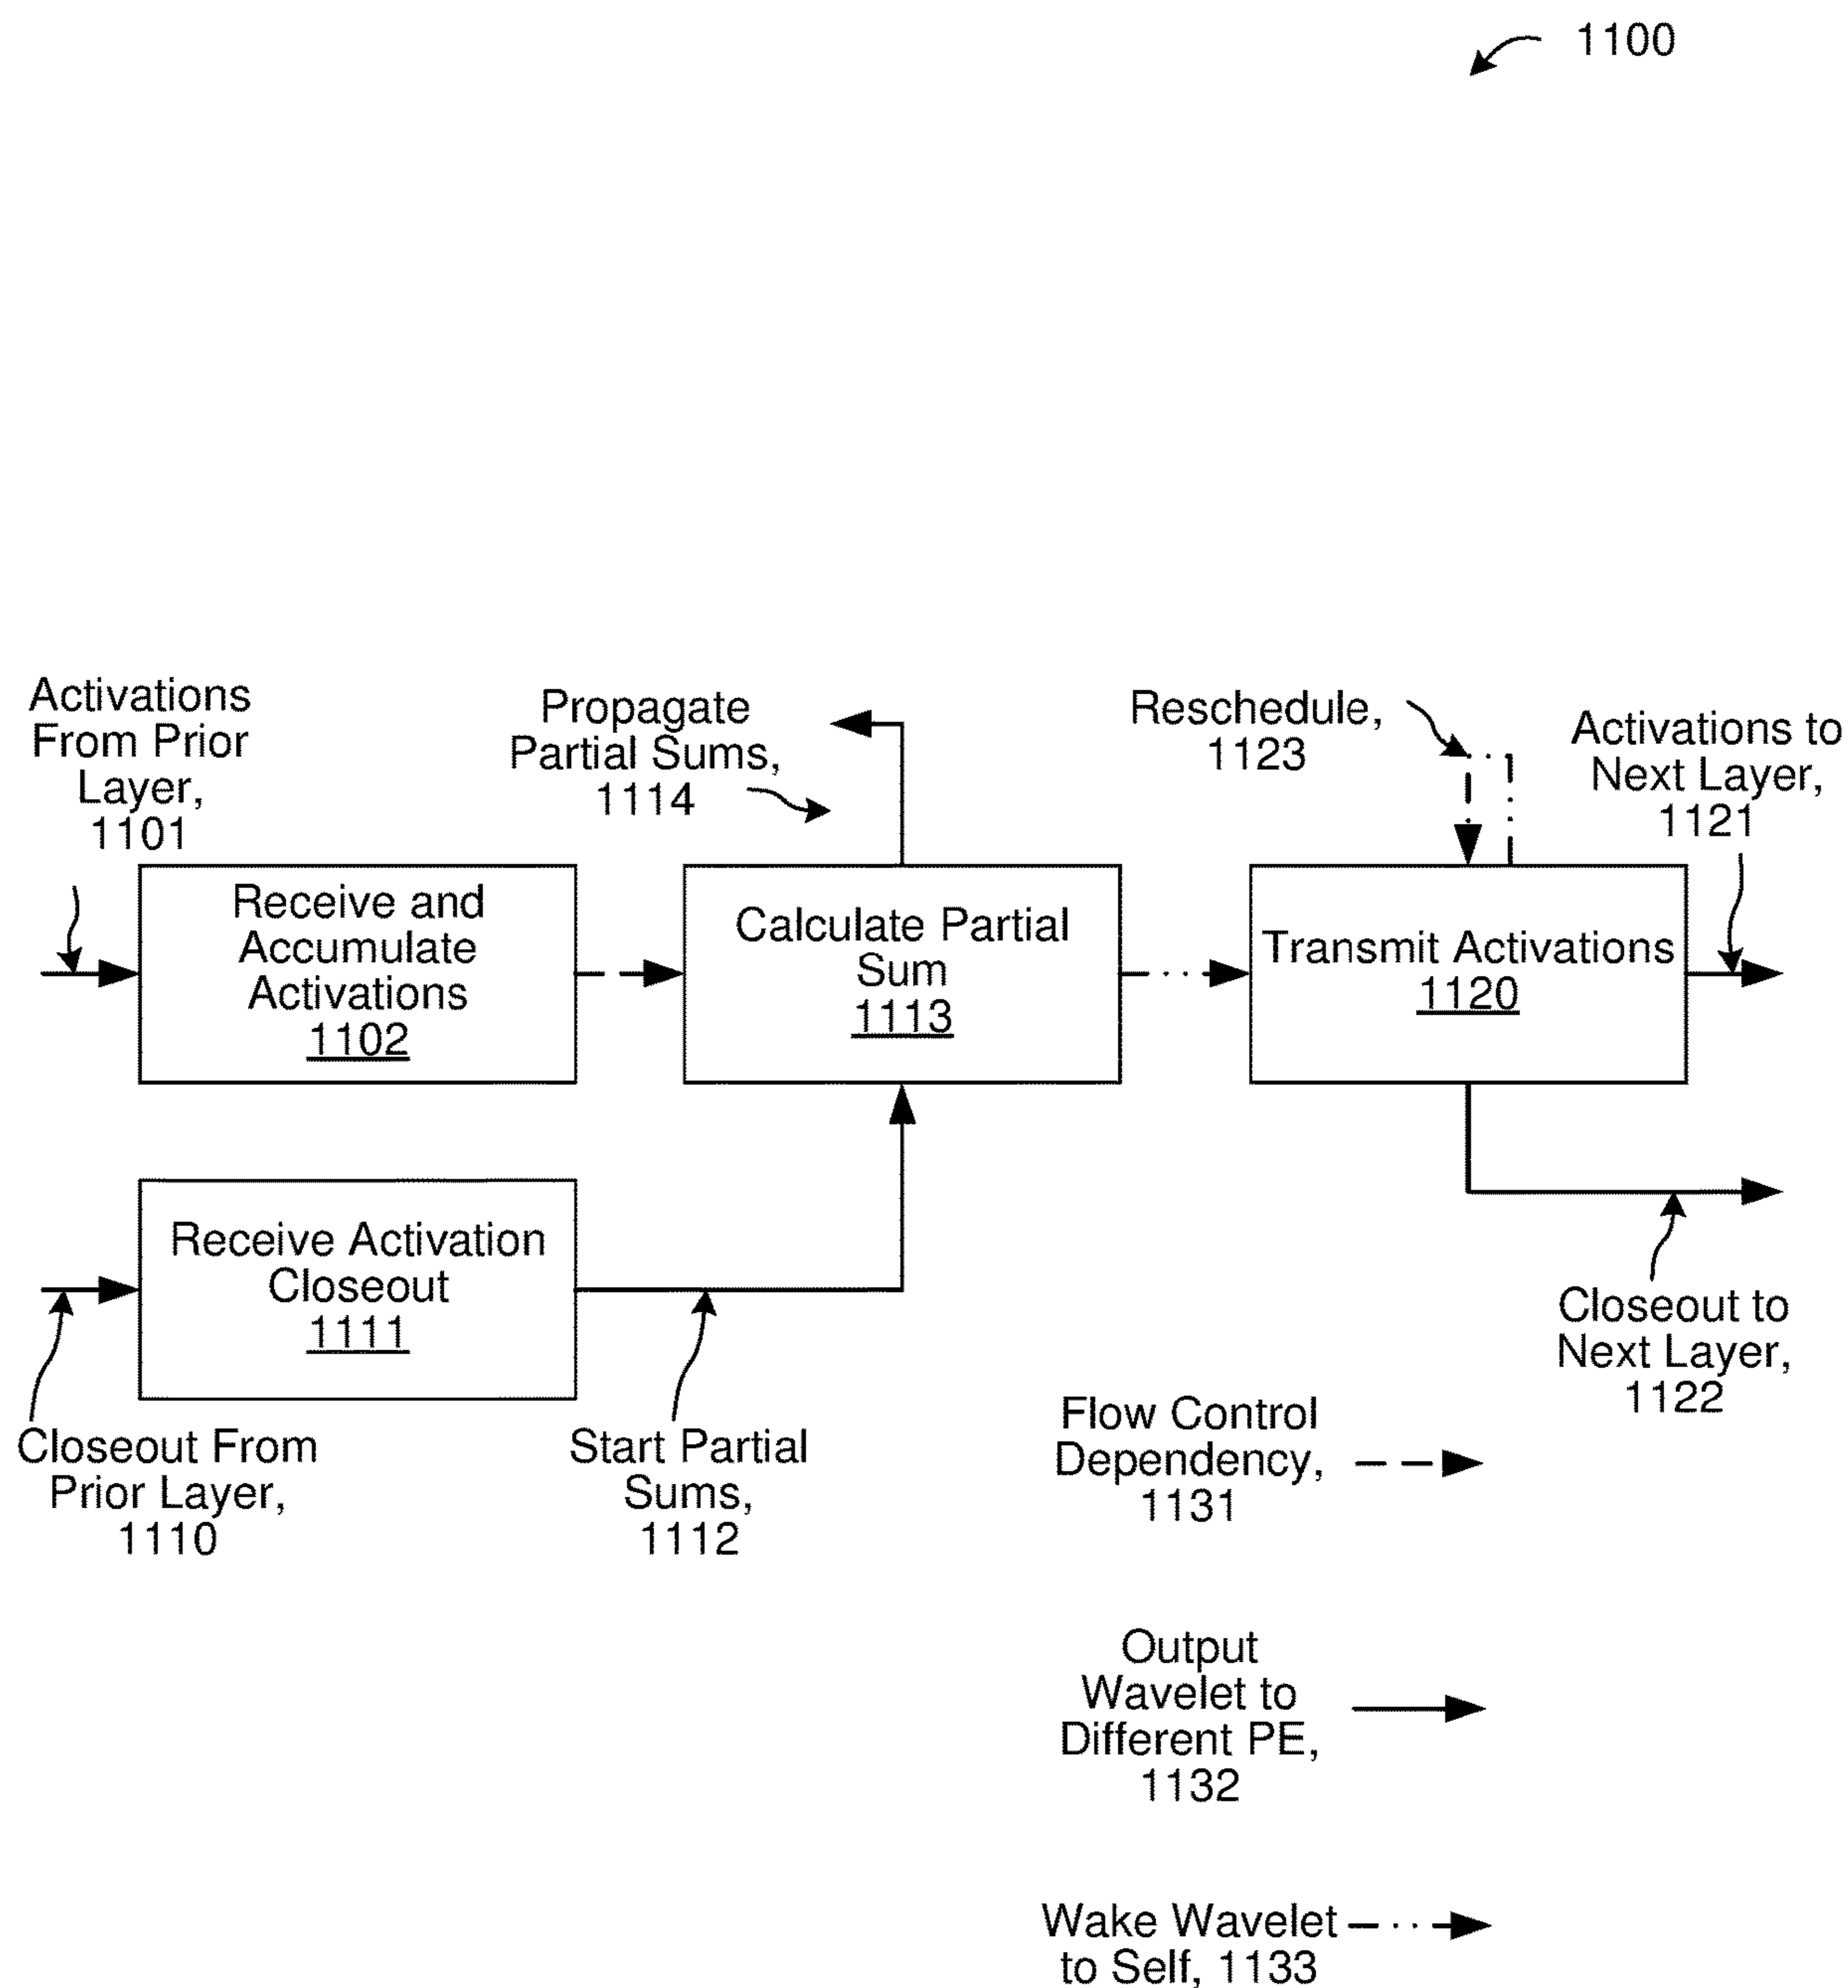 1100
Activations
From Prior
Layer,
1101
Propagate
Partial Sums,
1114
Reschedule,
1123
Activations to
Next Layer,
1121
Receive and
Accumulate
Activations
1102
Calculate Partial
Sum
1113
Transmit Activations
1120
Receive Activation
Closeout
1111
Closeout From
Prior Layer,
1110
Start Partial
Sums,
1112
Closeout to
Next Layer,
1122
Flow Control
Dependency,
1131
Output
Wavelet to
Different PE,
1132
Wake Wavelet
to Self, 1133